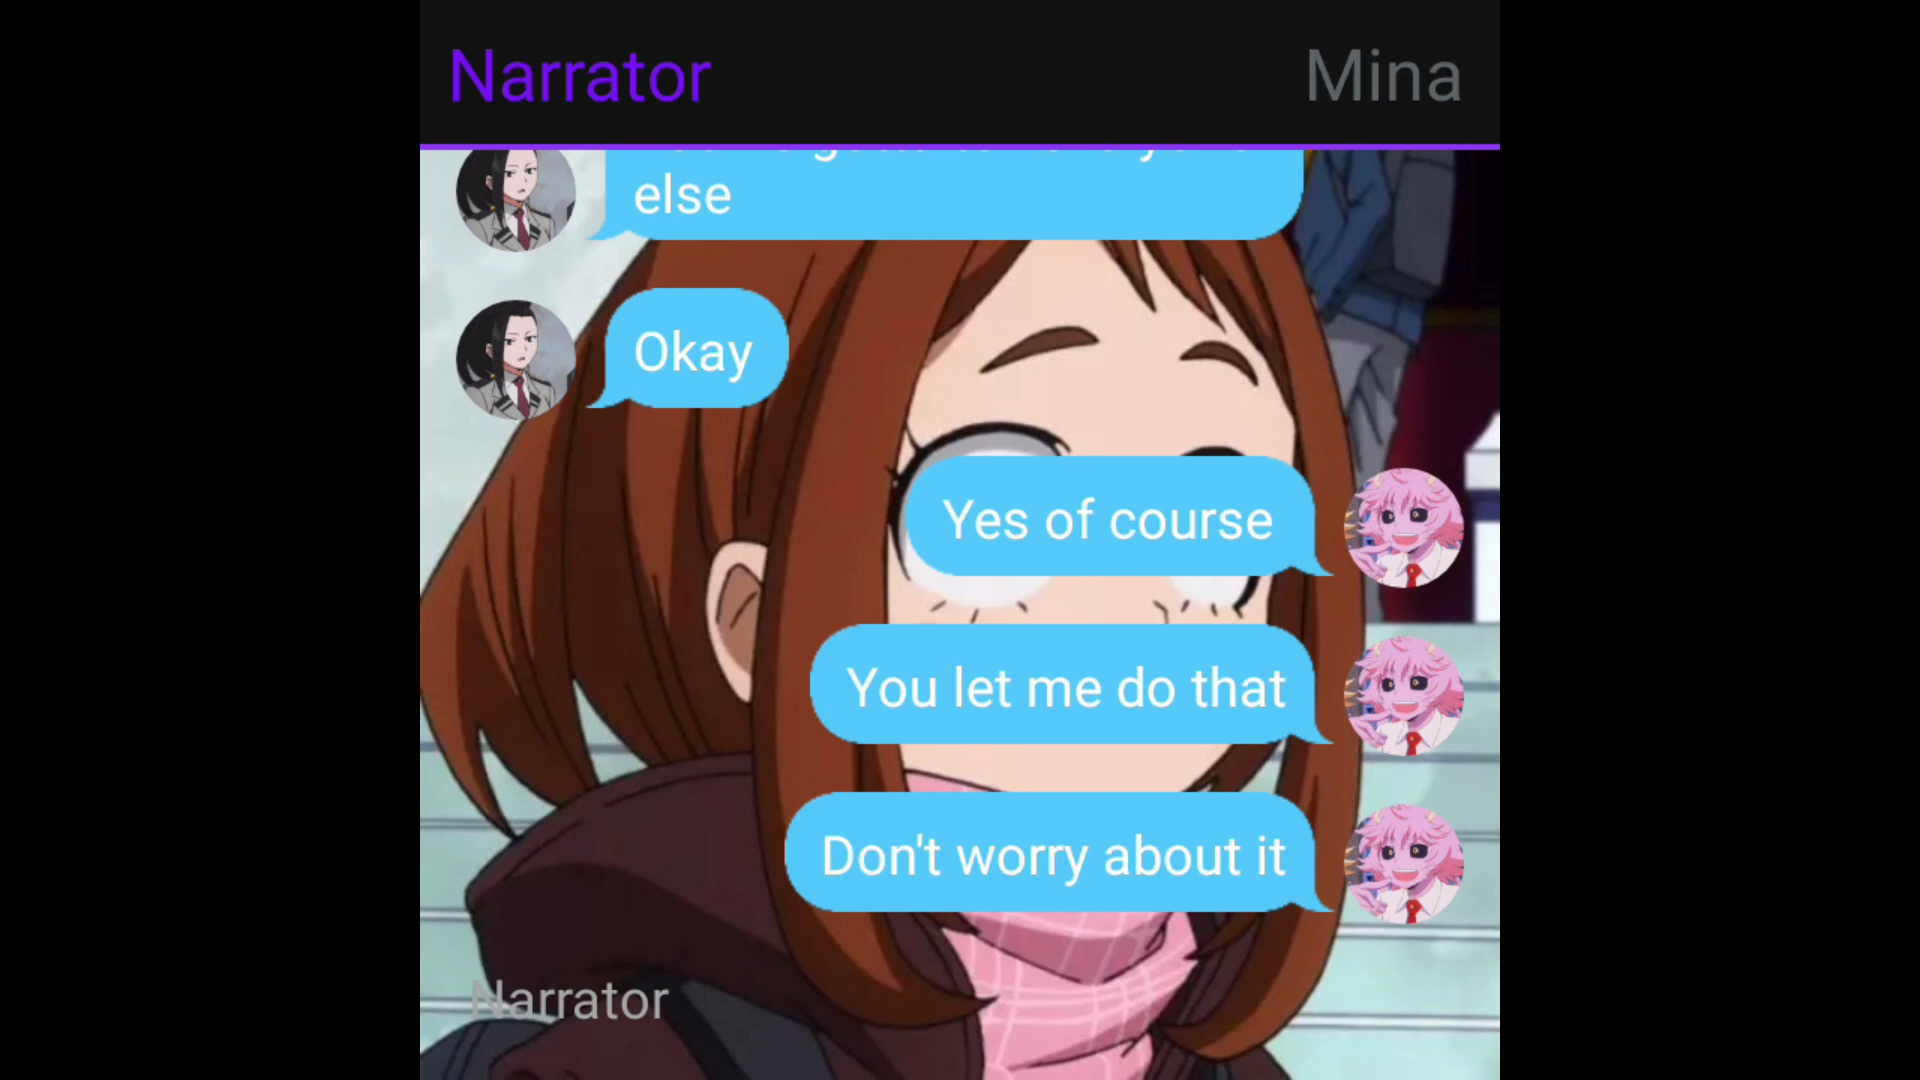 Narrator
Mina
else
Okay
Yes of course
You let me do that
Don't worry about it
Narrator